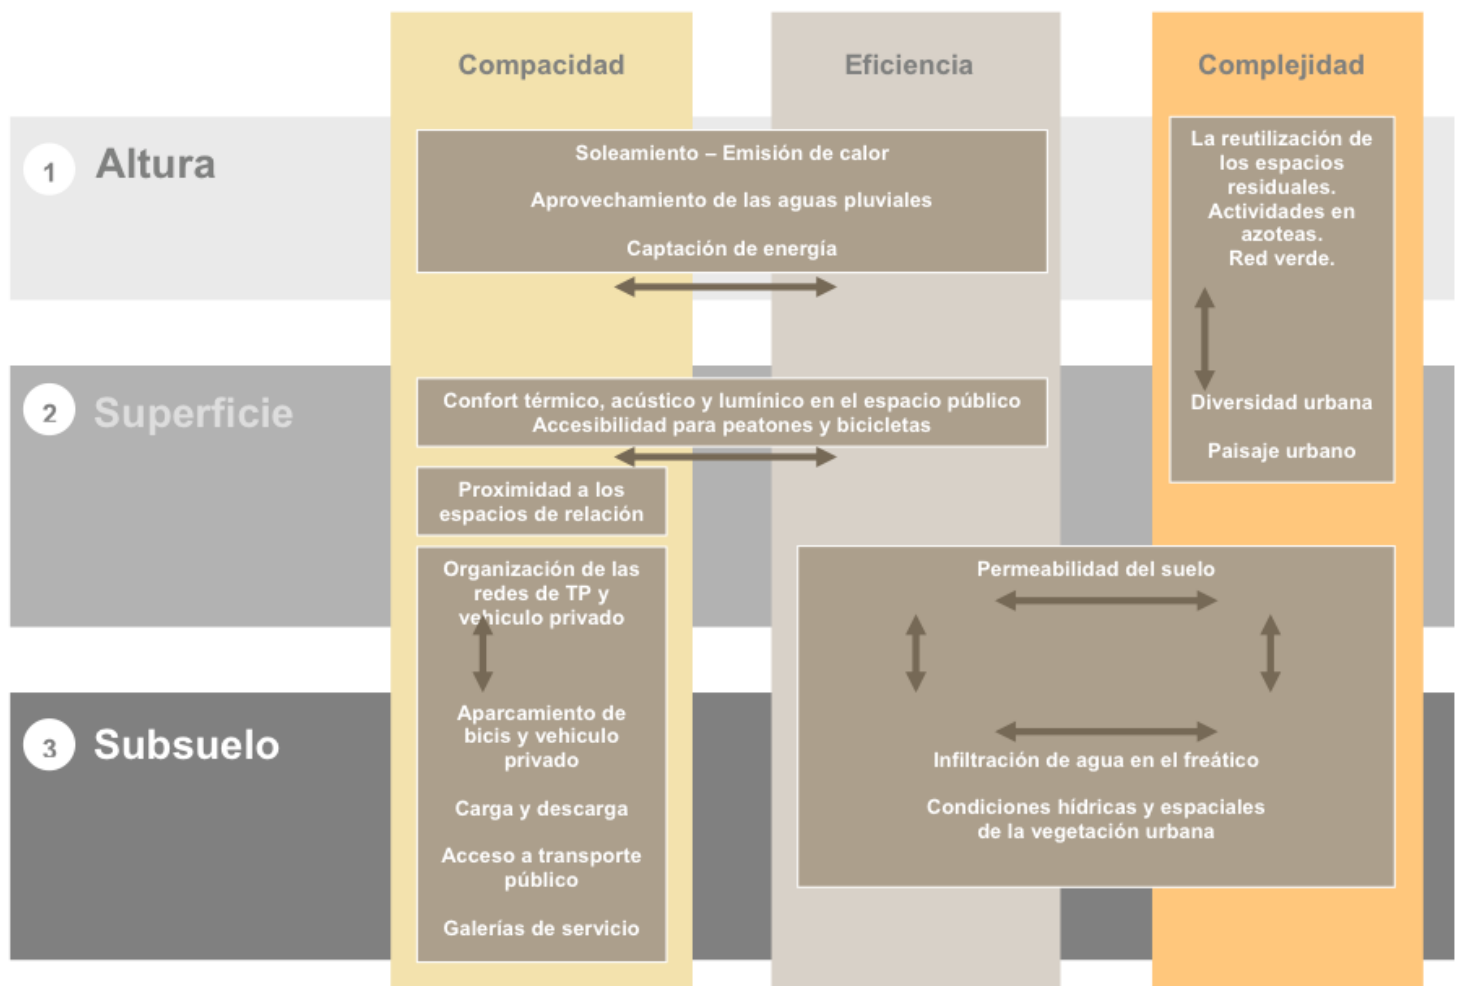 Compacidad
Eficiencia
Complejidad
1
Altura
Soleamiento – Emisión de calor
Aprovechamiento de las aguas pluviales
Captación de energía
La reutilización de
los espacios
residuales.
Actividades en
azoteas.
Red verde.
2
Superficie
Confort térmico, acústico y lumínico en el espacio público
Accesibilidad para peatones y bicicletas
Diversidad urbana
Paisaje urbano
Proximidad a los
espacios de relación
Organización de las
redes de TP y
vehiculo privado
Permeabilidad del suelo
3
Subsuelo
Aparcamiento de
bicis y vehiculo
privado
Carga y descarga
Acceso a transporte
público
Galerías de servicio
Infiltración de agua en el freático
Condiciones hídricas y espaciales
de la vegetación urbana